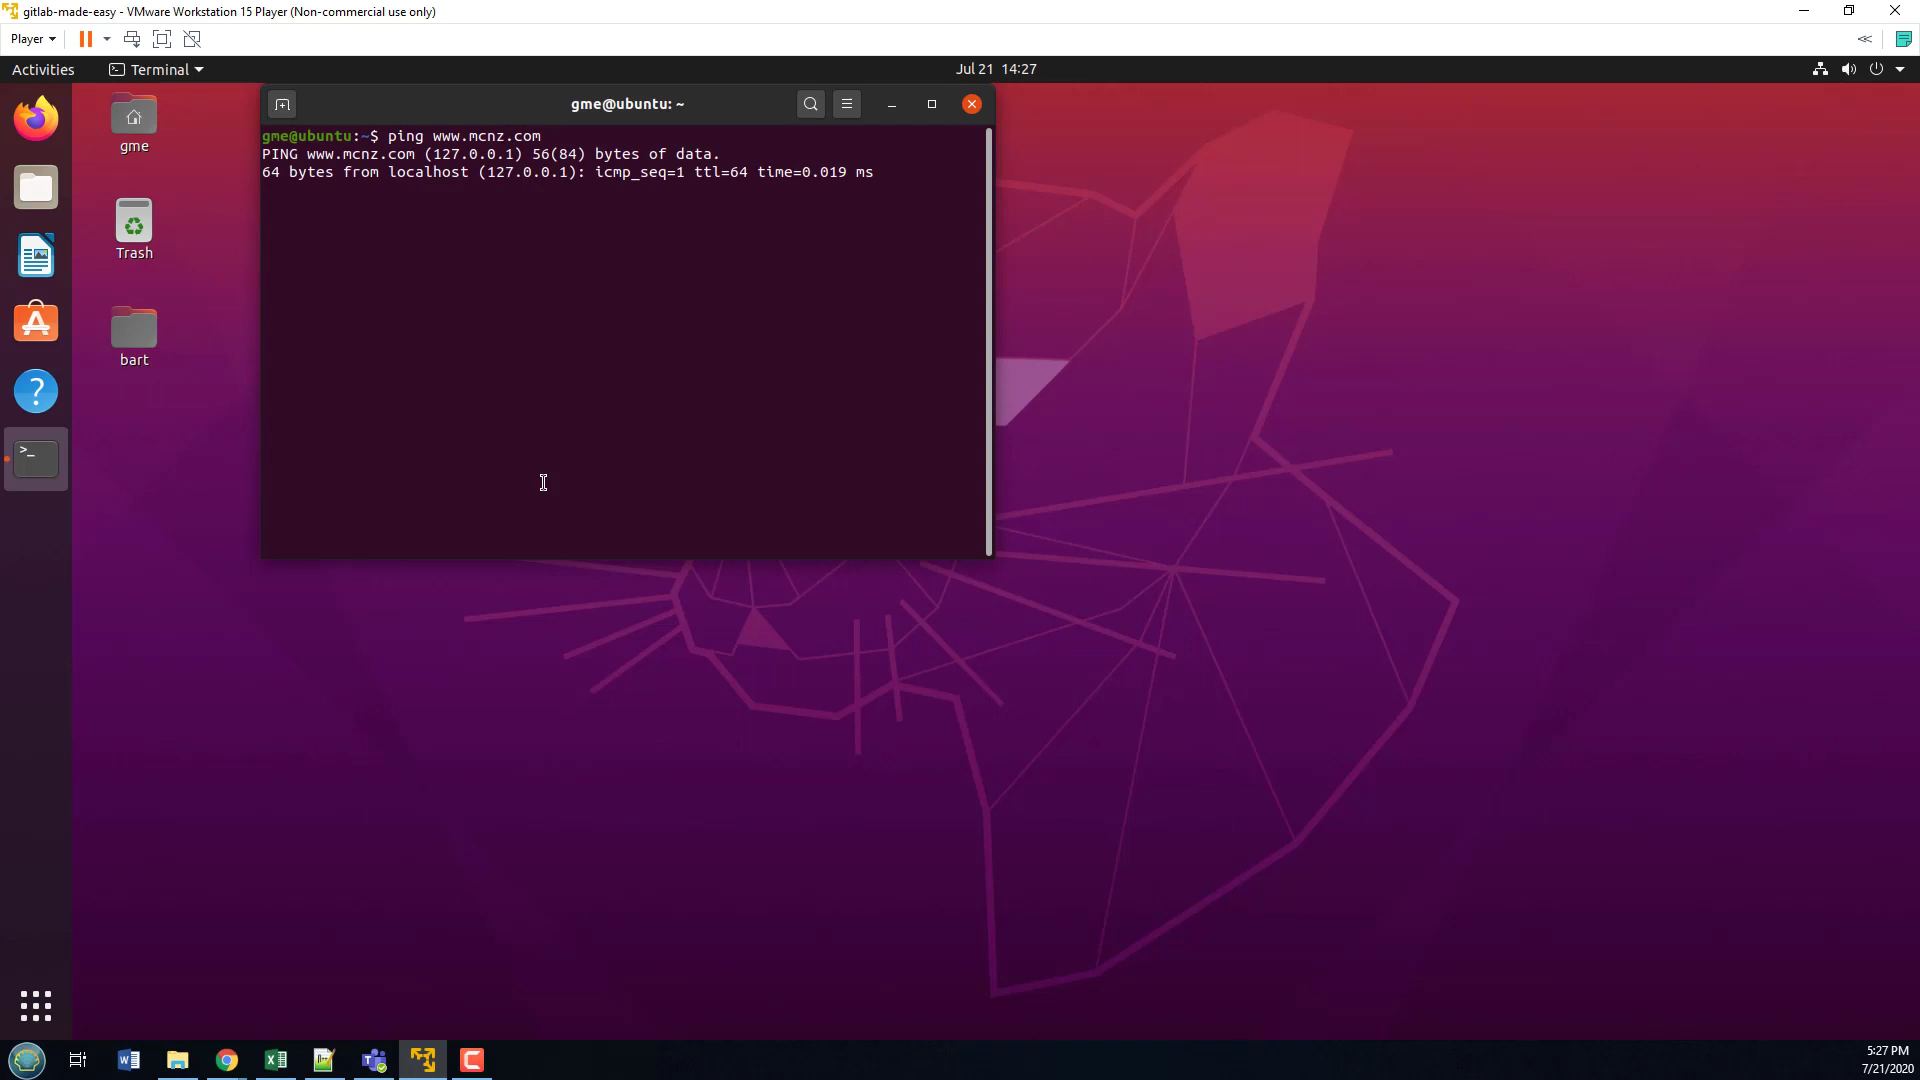 gitlab-made-easy - VMware Workstation 15 Player (Non-commercial use only)
Player
Activities
Terminal
Jul 21 14:27
gme@ubuntu: ~
gme
Trash
bart
gme@ubuntu:~$ ping www.mcnz.com
PING www.mcnz.com (127.0.0.1) 56(84) bytes of data.
64 bytes from localhost (127.0.0.1): icmp_seq=1 ttl=64 time=0.019 ms
5:27 PM
7/21/2020